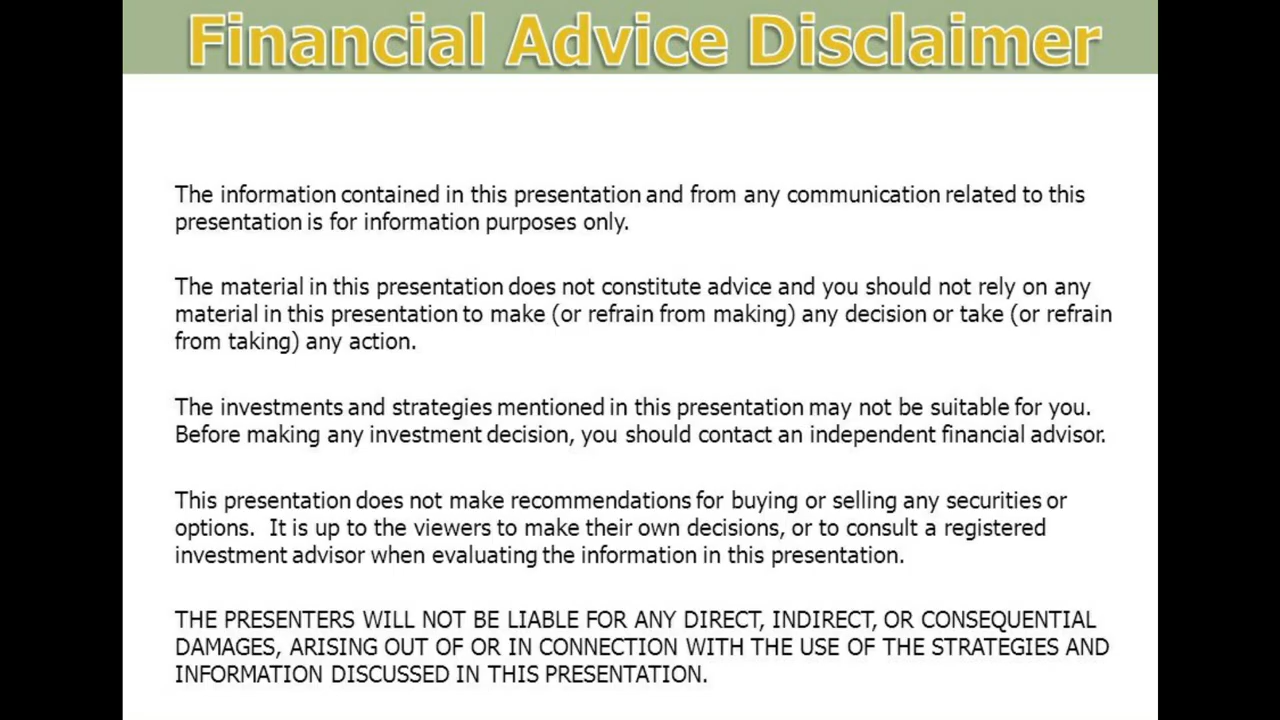 Financial Advice Disclaimer
The information contained in this presentation and from any communication related to this
presentation is for information purposes only.
The material in this presentation does not constitute advice and you should not rely on any
material in this presentation to make (or refrain from making) any decision or take (or refrain
from taking) any action.
The investments and strategies mentioned in this presentation may not be suitable for you.
Before making any investment decision, you should contact an independent financial advisor.
This presentation does not make recommendations for buying or selling any securities or
options.  It is up to the viewers to make their own decisions, or to consult a registered
investment advisor when evaluating the information in this presentation.
THE PRESENTERS WILL NOT BE LIABLE FOR ANY DIRECT, INDIRECT, OR CONSEQUENTIAL
DAMAGES, ARISING OUT OF OR IN CONNECTION WITH THE USE OF THE STRATEGIES AND
INFORMATION DISCUSSED IN THIS PRESENTATION.